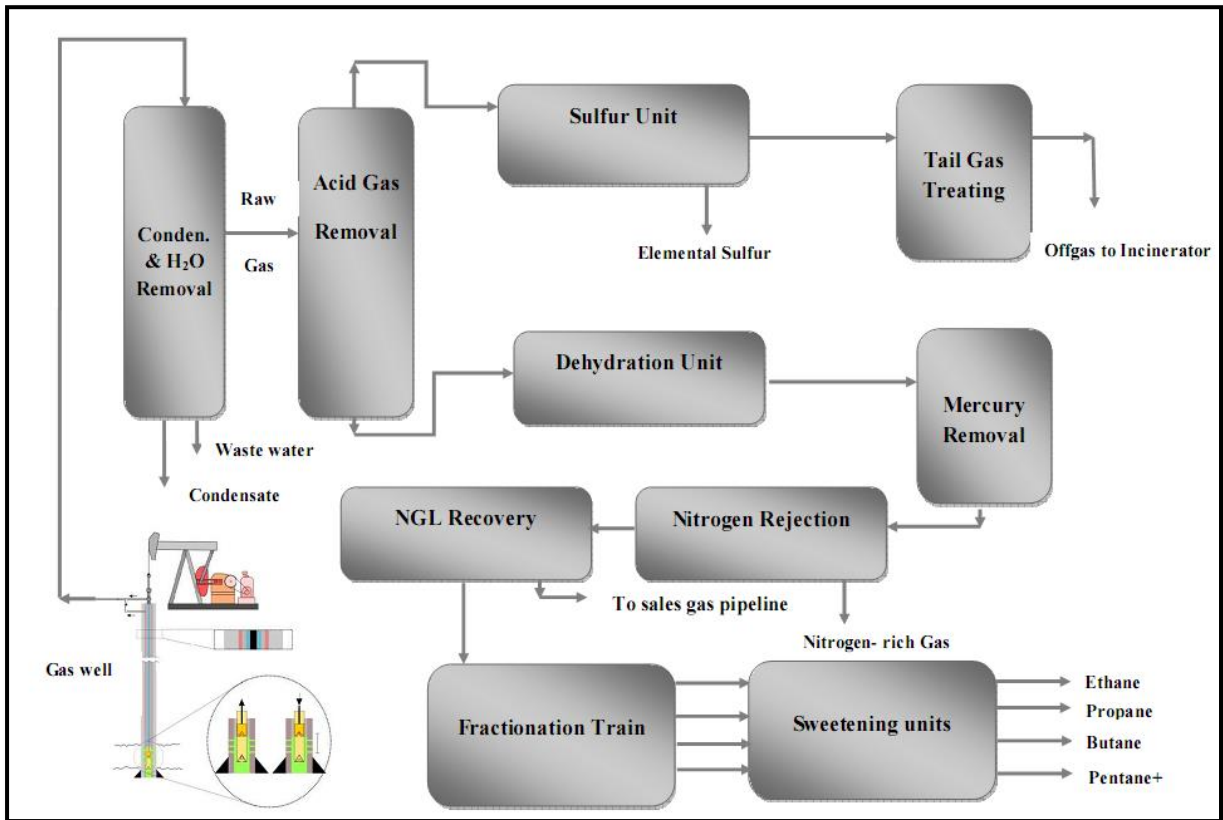 Sulfur Unit
Tail Gas
Treating
Acid Gas
Removal
Raw
Gas
Conden.
& H₂O
Removal
Elemental Sulfur
Offgas to Incinerator
Dehydration Unit
Mercury
Removal
Waste water
Condensate
NGL Recovery
Nitrogen Rejection
To sales gas pipeline
Nitrogen- rich Gas
Gas well
Fractionation Train
Sweetening units
Ethane
Propane
Butane
Pentane+